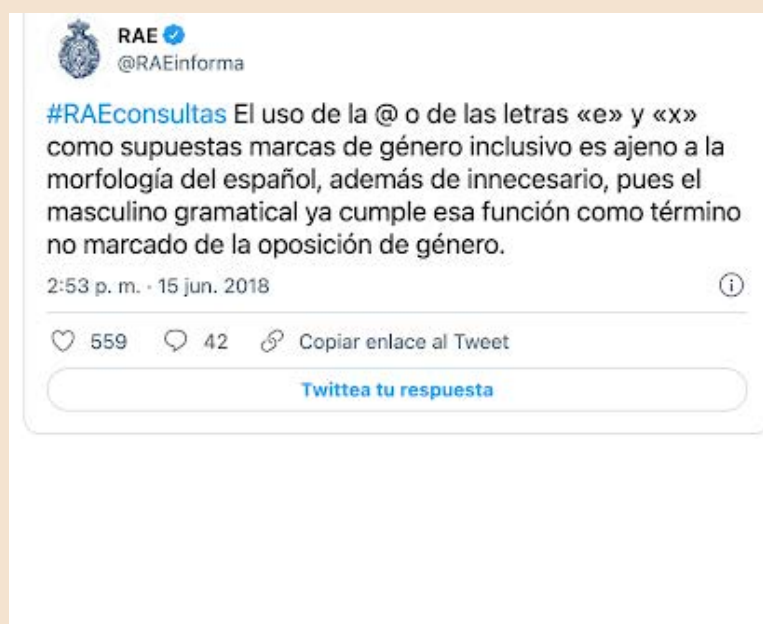 RAE
@RAEinforma
#RAEconsultas El uso de la @ o de las letras «e» y «x»
como supuestas marcas de género inclusivo es ajeno a la
morfología del español, además de innecesario, pues el
masculino gramatical ya cumple esa función como término
no marcado de la oposición de género.
2:53 p. m. · 15 jun. 2018
559 42 Copiar enlace al Tweet
Twittea tu respuesta